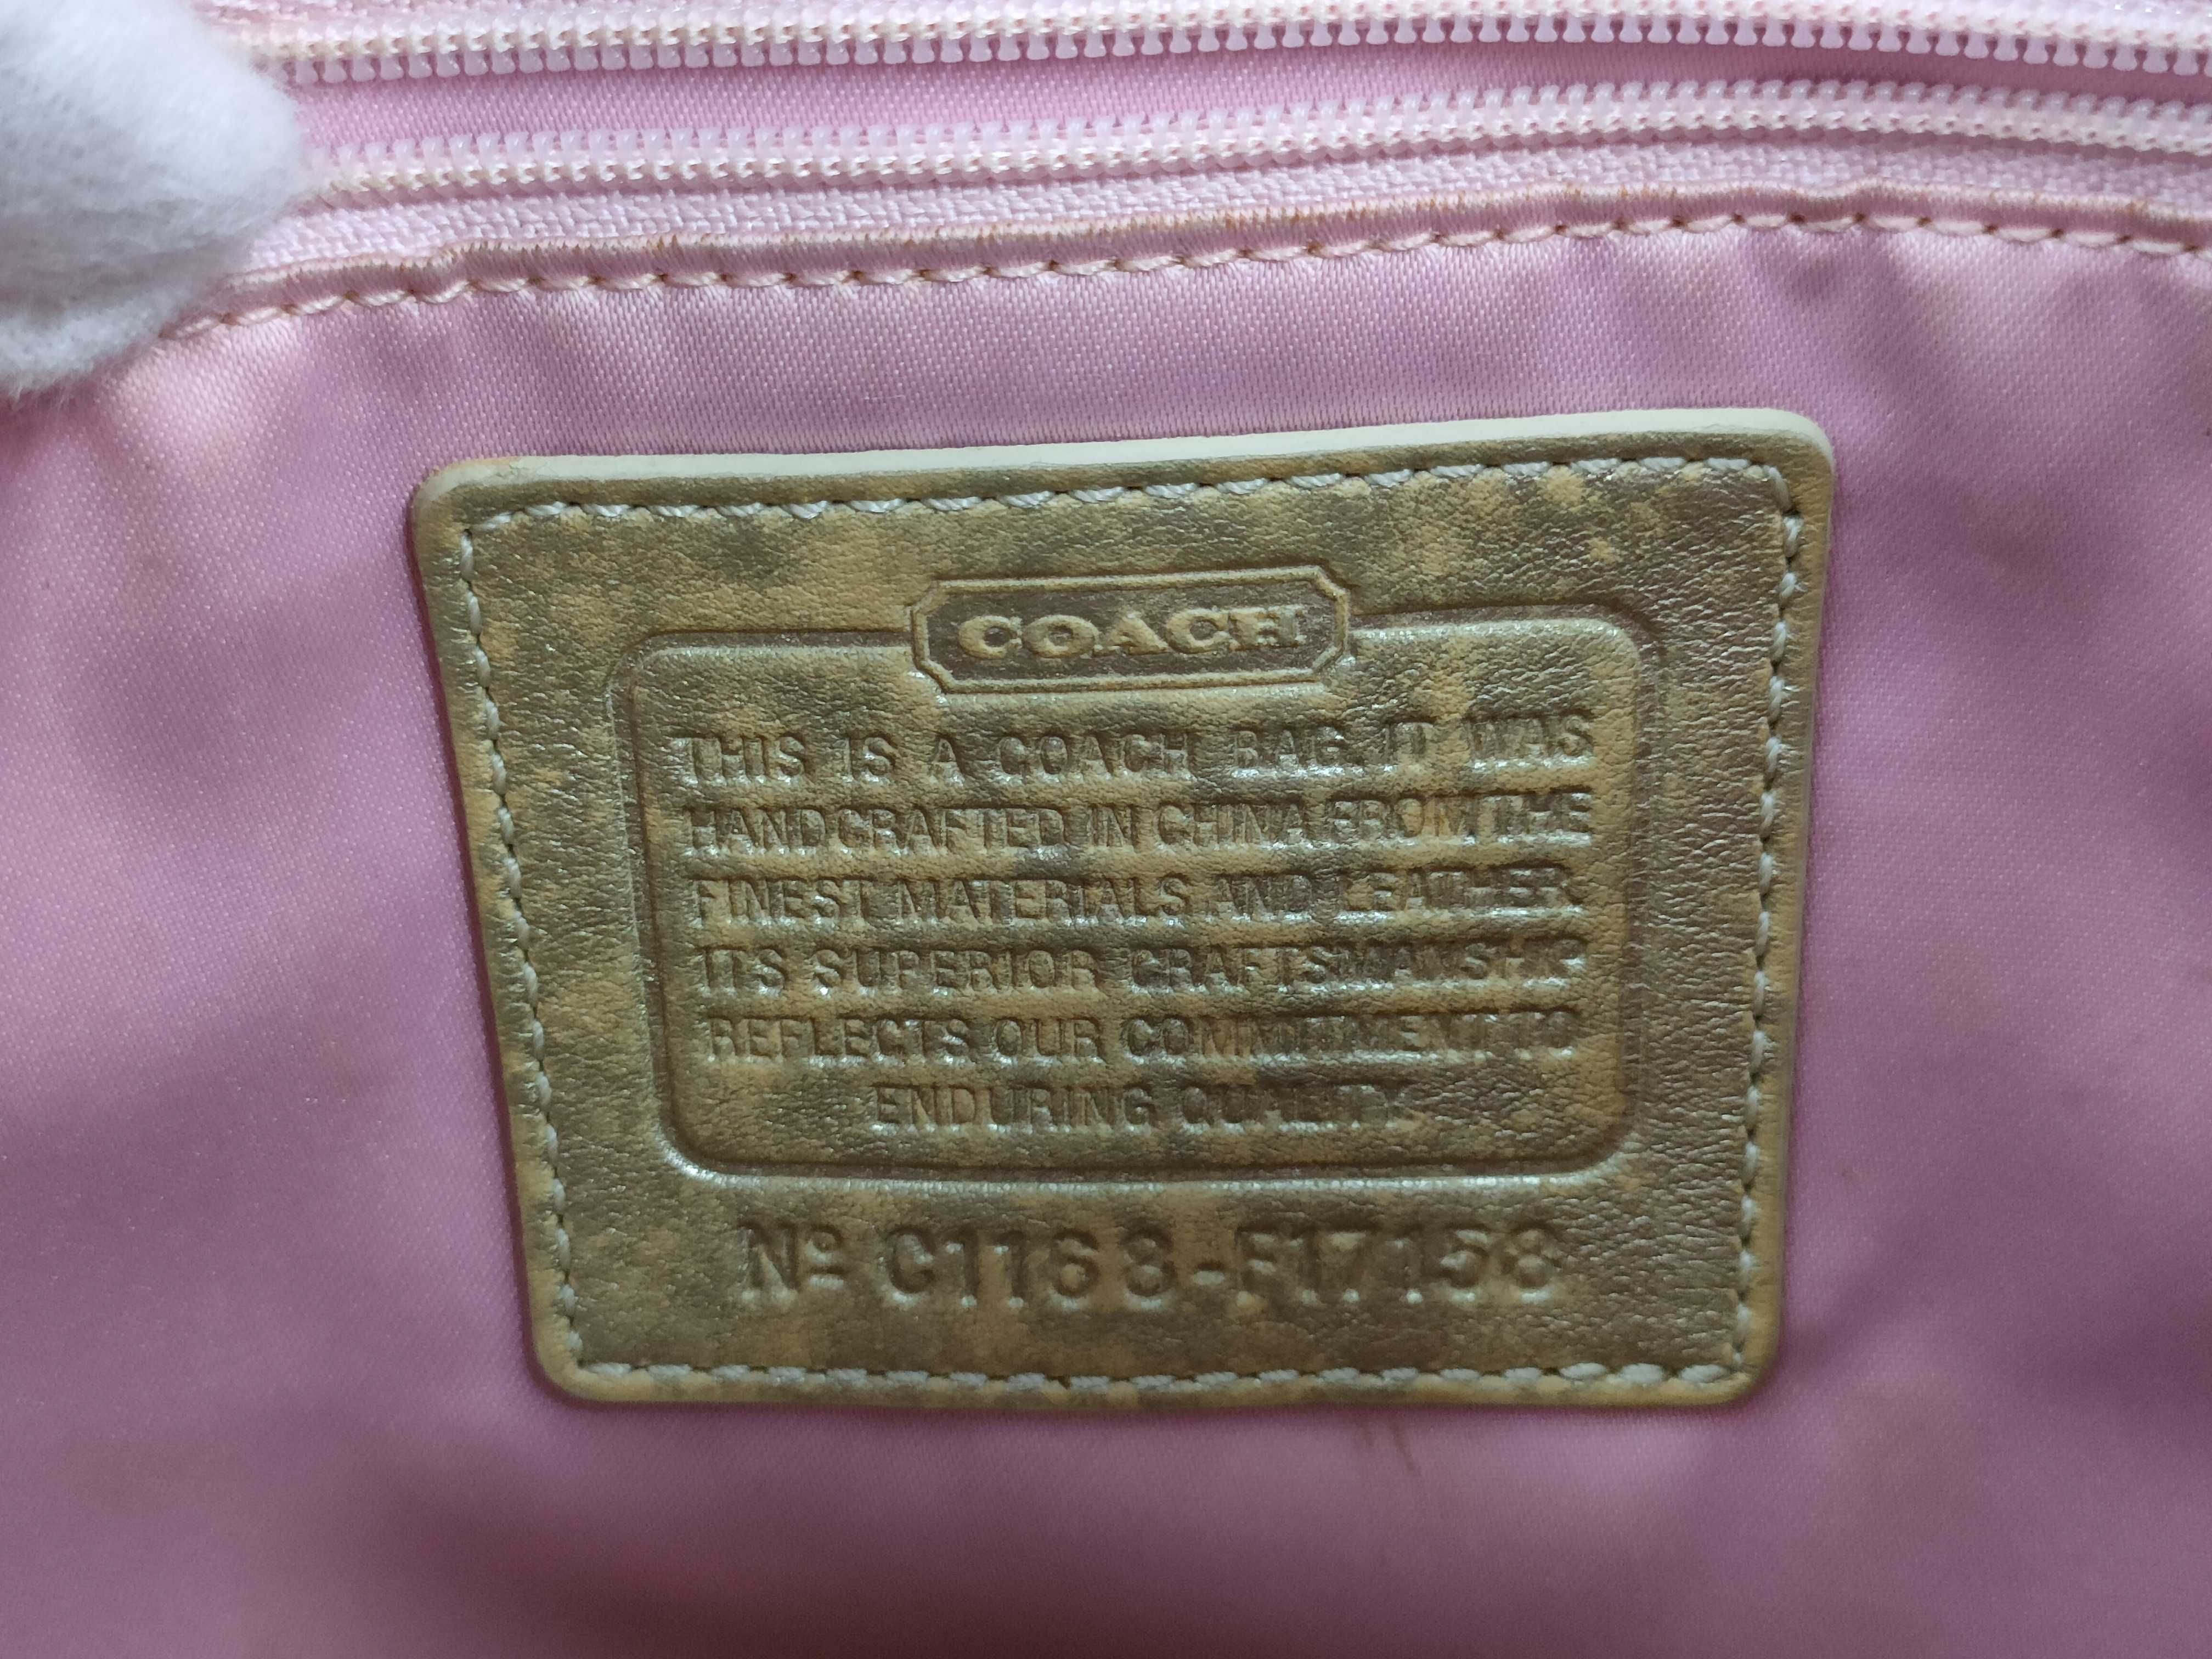 COACH
THIS IS A COACH BAG. IT WAS
HANDCRAFTED IN CHINA FROM THE
FINEST MATERIALS AND LEATHER.
ITS SUPERIOR CRAFTSMANSHIP
REFLECTS OUR COMMITMENT TO
ENDURING QUALITY.
Nº C1168-F17158